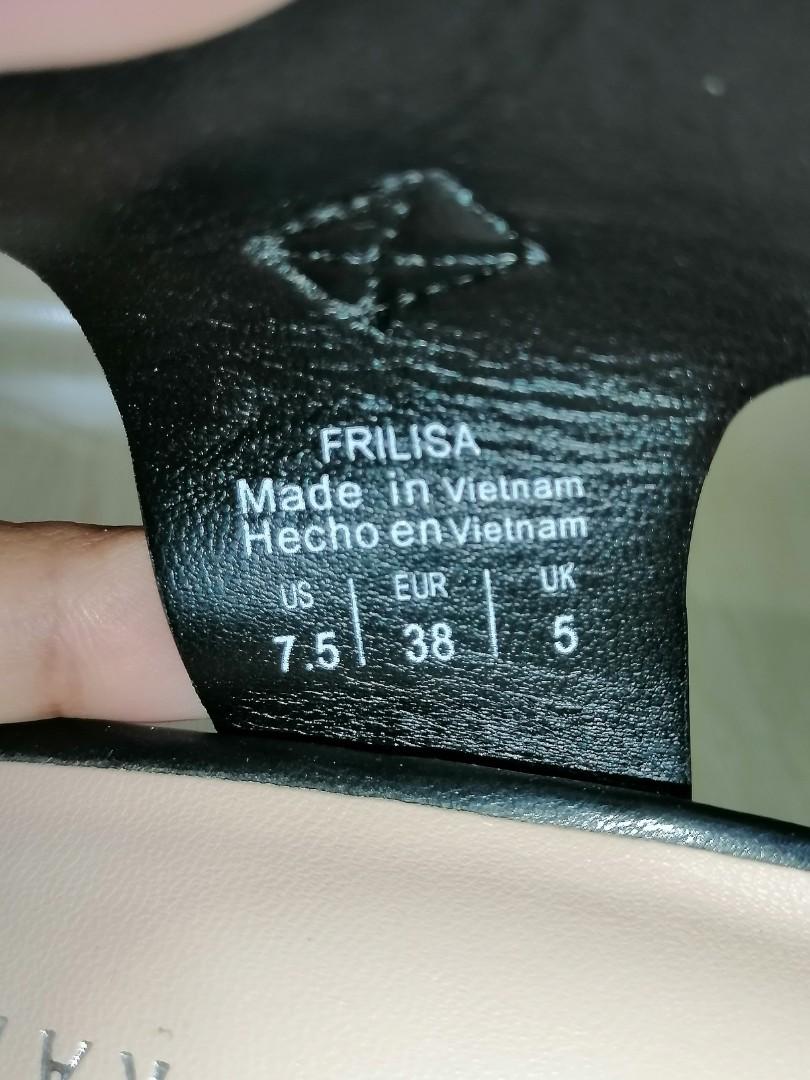 FRILISA
Made in Vietnam
Hecho en Vietnam
US | EUR | UK
7.5 | 38 | 5